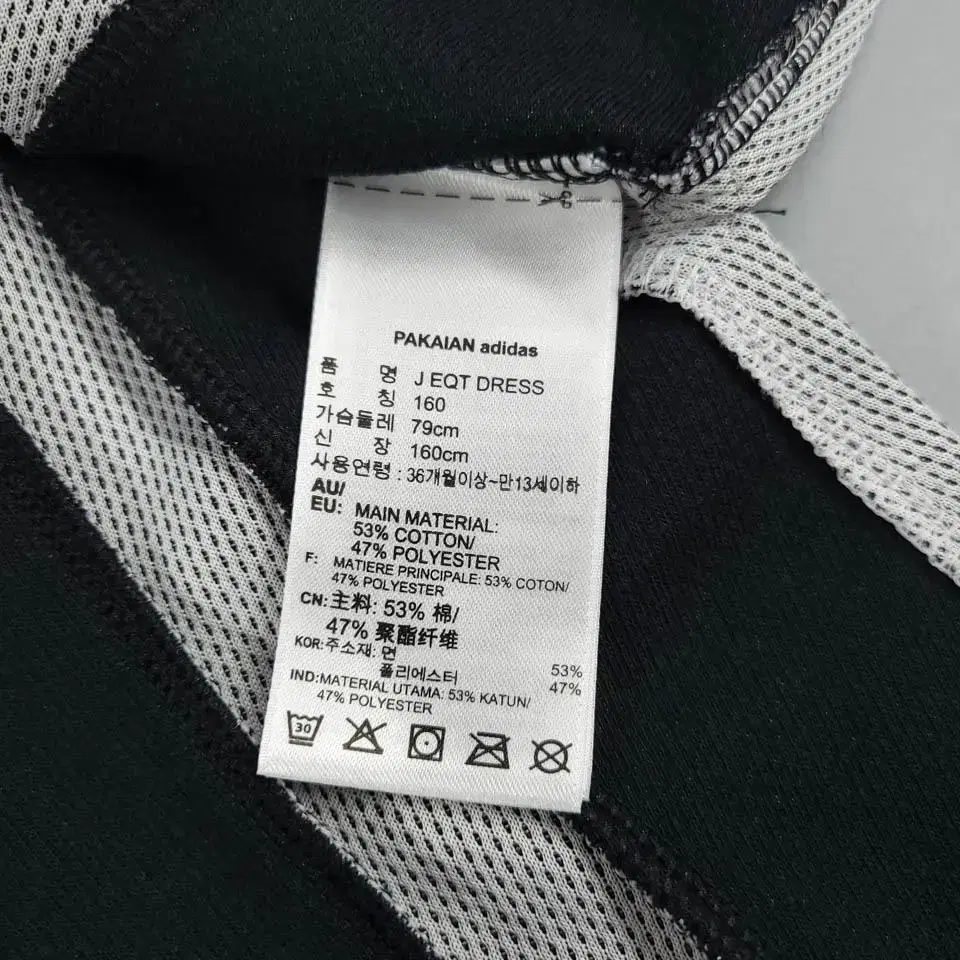 PAKAIAN adidas
품 명 J EQT DRESS
호 칭 160
가슴둘레 79cm
신 장 160cm
사용연령 : 36개월이상~만13세이하
AU/
EU: MAIN MATERIAL:
53% COTTON/
47% POLYESTER
F: MATIERE PRINCIPALE: 53% COTON/
47% POLYESTER
CN:主料: 53% 棉/
47% 聚酯纤维
KOR:주소재: 면 53%
폴리에스터 47%
IND:MATERIAL UTAMA: 53% KATUN/
47% POLYESTER
30